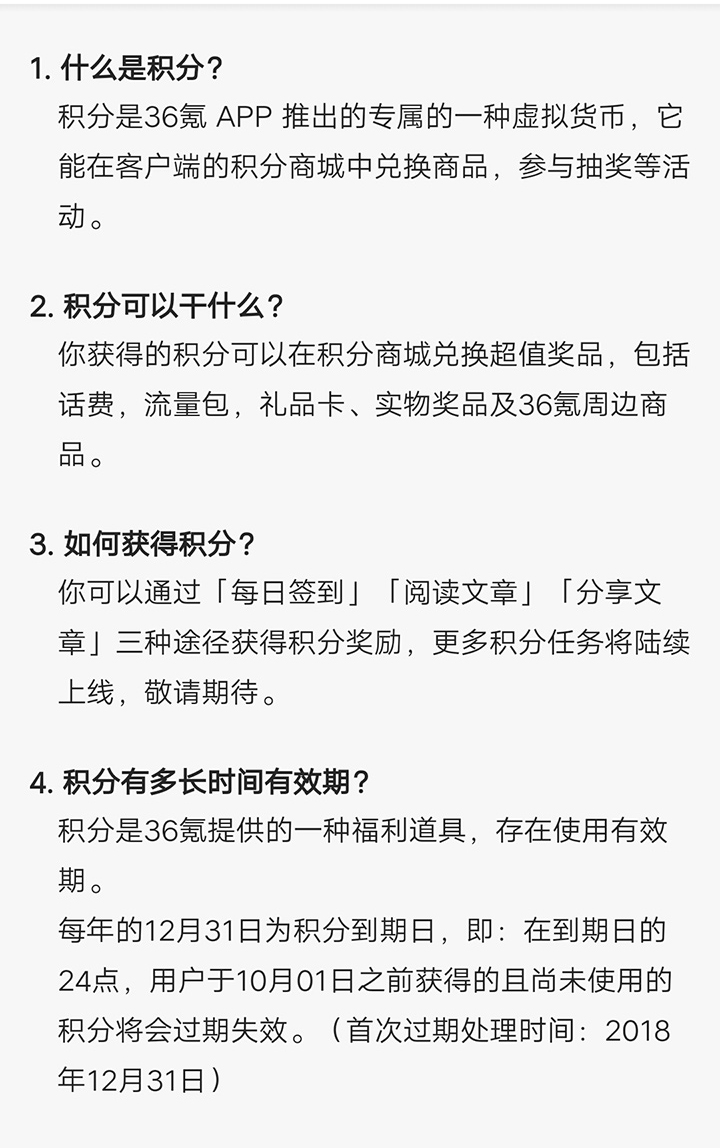 1. 什么是积分？
积分是36氪 APP 推出的专属的一种虚拟货币，它
能在客户端的积分商城中兑换商品，参与抽奖等活
动。
2. 积分可以干什么？
你获得的积分可以在积分商城兑换超值奖品，包括
话费，流量包，礼品卡、实物奖品及36氪周边商
品。
3. 如何获得积分？
你可以通过「每日签到」「阅读文章」「分享文
章」三种途径获得积分奖励，更多积分任务将陆续
上线，敬请期待。
4. 积分有多长时间有效期？
积分是36氪提供的一种福利道具，存在使用有效
期。
每年的12月31日为积分到期日，即：在到期日的
24点，用户于10月01日之前获得的且尚未使用的
积分将会过期失效。（首次过期处理时间：2018
年12月31日）